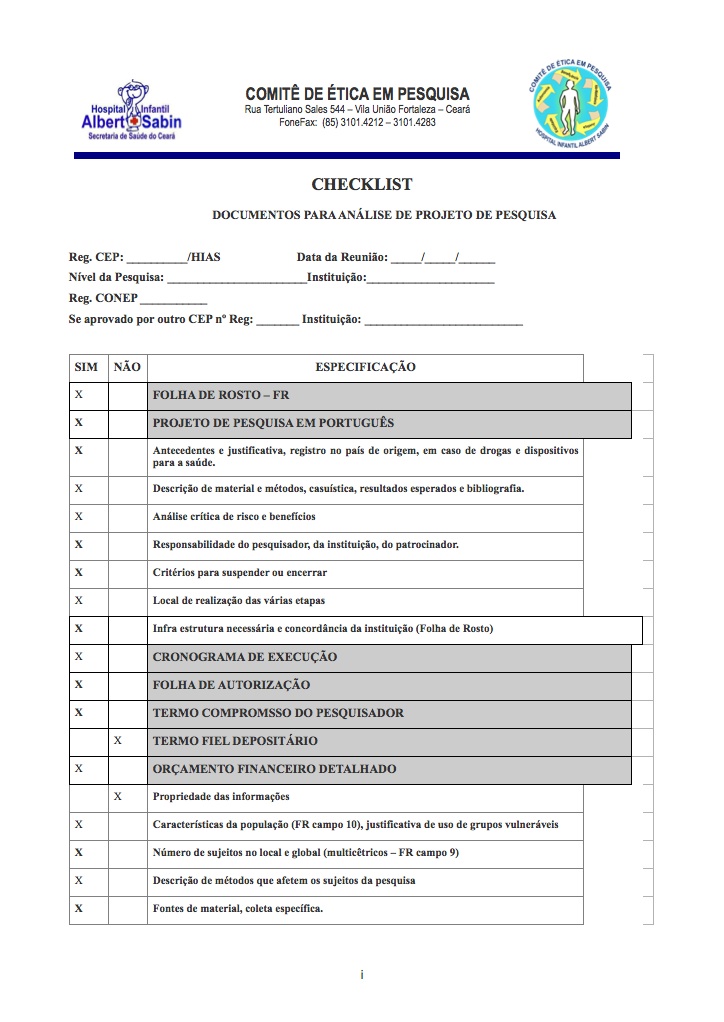 Hospital Infantil
Albert Sabin
Secretaria de Saúde do Ceará
COMITÊ DE ÉTICA EM PESQUISA
Rua Tertuliano Sales 544 – Vila União Fortaleza – Ceará
FoneFax: (85) 3101.4212 – 3101.4283
COMITÊ DE ÉTICA EM PESQUISA
HOSPITAL INFANTIL ALBERT SABIN
CHECKLIST
DOCUMENTOS PARA ANÁLISE DE PROJETO DE PESQUISA
Reg. CEP: __________/HIAS Data da Reunião: _____/_____/______
Nível da Pesquisa: _______________________Instituição:_____________________
Reg. CONEP ___________
Se aprovado por outro CEP nº Reg: _______ Instituição: __________________________
SIM NÃO ESPECIFICAÇÃO
X FOLHA DE ROSTO – FR
X PROJETO DE PESQUISA EM PORTUGUÊS
X Antecedentes e justificativa, registro no país de origem, em caso de drogas e dispositivos
para a saúde.
X Descrição de material e métodos, casuística, resultados esperados e bibliografia.
X Análise crítica de risco e benefícios
X Responsabilidade do pesquisador, da instituição, do patrocinador.
X Critérios para suspender ou encerrar
X Local de realização das várias etapas
X Infra estrutura necessária e concordância da instituição (Folha de Rosto)
X CRONOGRAMA DE EXECUÇÃO
X FOLHA DE AUTORIZAÇÃO
X TERMO COMPROMSSO DO PESQUISADOR
X TERMO FIEL DEPOSITÁRIO
X ORÇAMENTO FINANCEIRO DETALHADO
X Propriedade das informações
X Características da população (FR campo 10), justificativa de uso de grupos vulneráveis
X Número de sujeitos no local e global (multicêtricos – FR campo 9)
X Descrição de métodos que afetem os sujeitos da pesquisa
X Fontes de material, coleta específica.
i